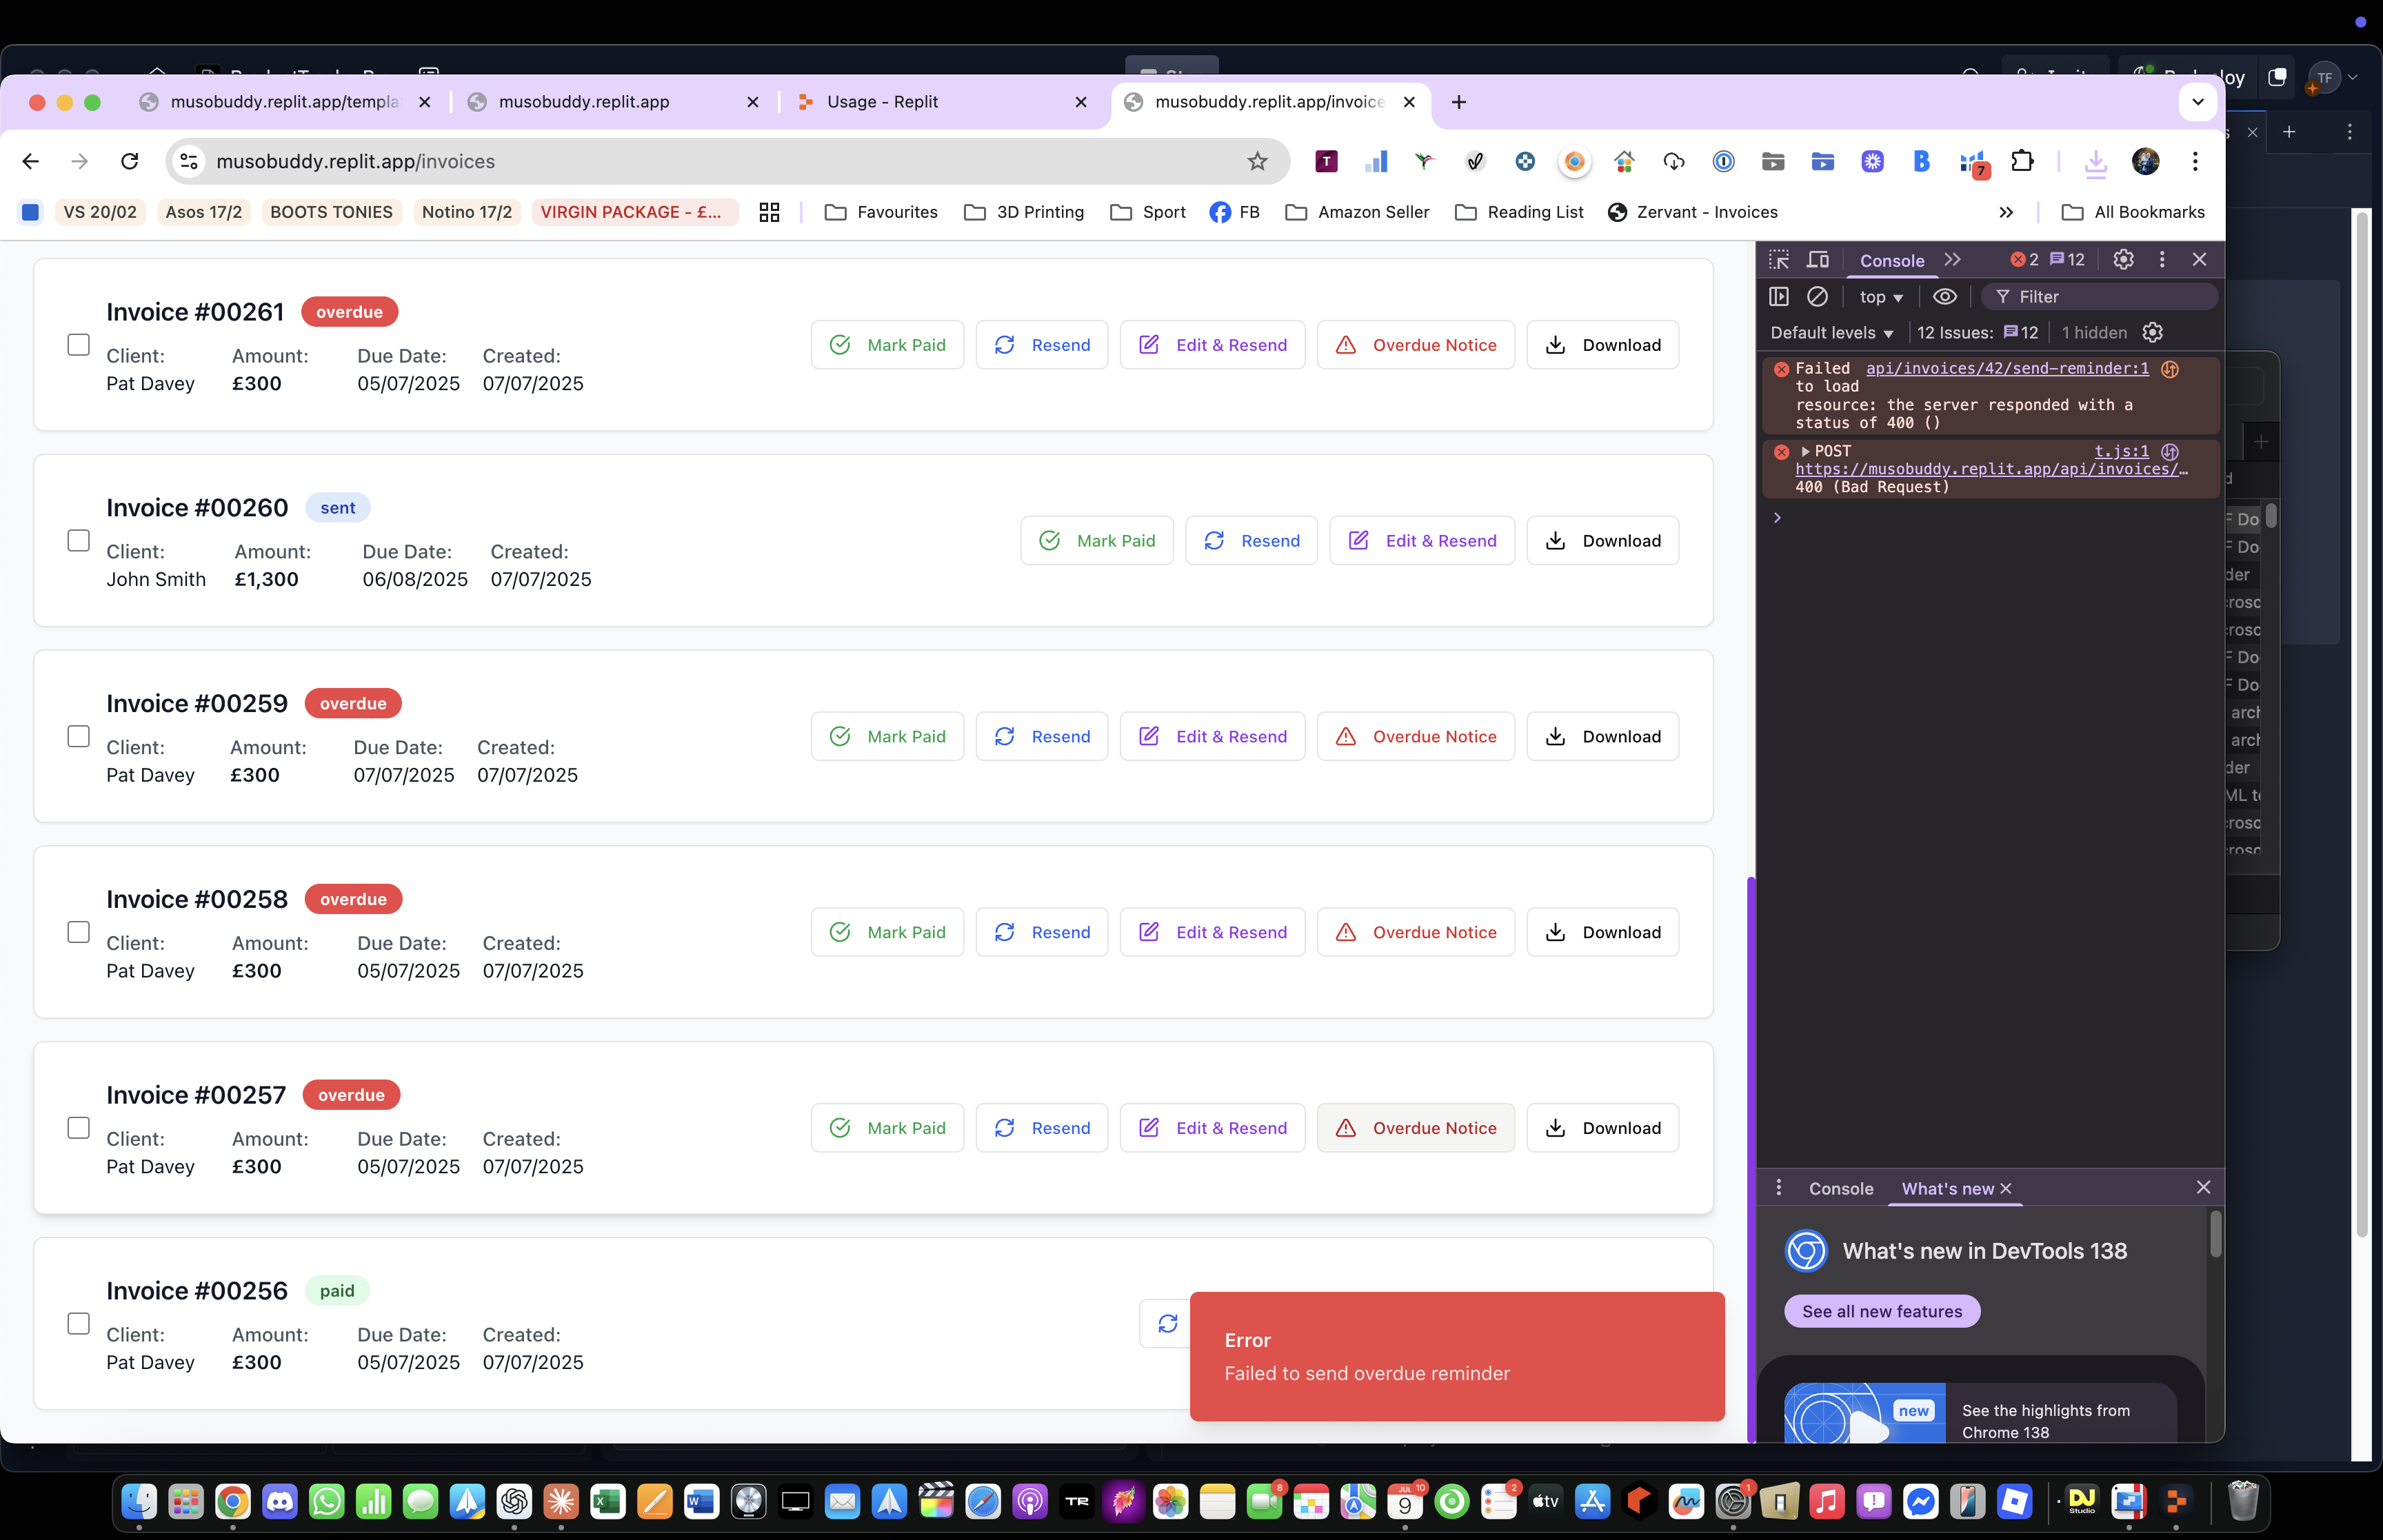 musobuddy.replit.app/templa
musobuddy.replit.app
Usage - Replit
musobuddy.replit.app/invoice
TF
musobuddy.replit.app/invoices
7
VS 20/02
Asos 17/2
BOOTS TONIES
Notino 17/2
VIRGIN PACKAGE - £...
Favourites
3D Printing
Sport
FB
Amazon Seller
Reading List
Zervant - Invoices
All Bookmarks
Invoice #00261 overdue
Client: Amount: Due Date: Created:
Pat Davey £300 05/07/2025 07/07/2025
Mark Paid Resend Edit & Resend Overdue Notice Download
Invoice #00260 sent
Client: Amount: Due Date: Created:
John Smith £1,300 06/08/2025 07/07/2025
Mark Paid Resend Edit & Resend Download
Invoice #00259 overdue
Client: Amount: Due Date: Created:
Pat Davey £300 07/07/2025 07/07/2025
Mark Paid Resend Edit & Resend Overdue Notice Download
Invoice #00258 overdue
Client: Amount: Due Date: Created:
Pat Davey £300 05/07/2025 07/07/2025
Mark Paid Resend Edit & Resend Overdue Notice Download
Invoice #00257 overdue
Client: Amount: Due Date: Created:
Pat Davey £300 05/07/2025 07/07/2025
Mark Paid Resend Edit & Resend Overdue Notice Download
Invoice #00256 paid
Client: Amount: Due Date: Created:
Pat Davey £300 05/07/2025 07/07/2025
Error
Failed to send overdue reminder
Console 2 12
top Filter
Default levels 12 Issues: 12 1 hidden
Failed api/invoices/42/send-reminder:1
to load
resource: the server responded with a
status of 400 ()
POST t.js:1
https://musobuddy.replit.app/api/invoices/…
400 (Bad Request)
Console What's new
What's new in DevTools 138
See all new features
new
See the highlights from
Chrome 138
8
JUL 10
9
2
tv
1
DJ
Studio